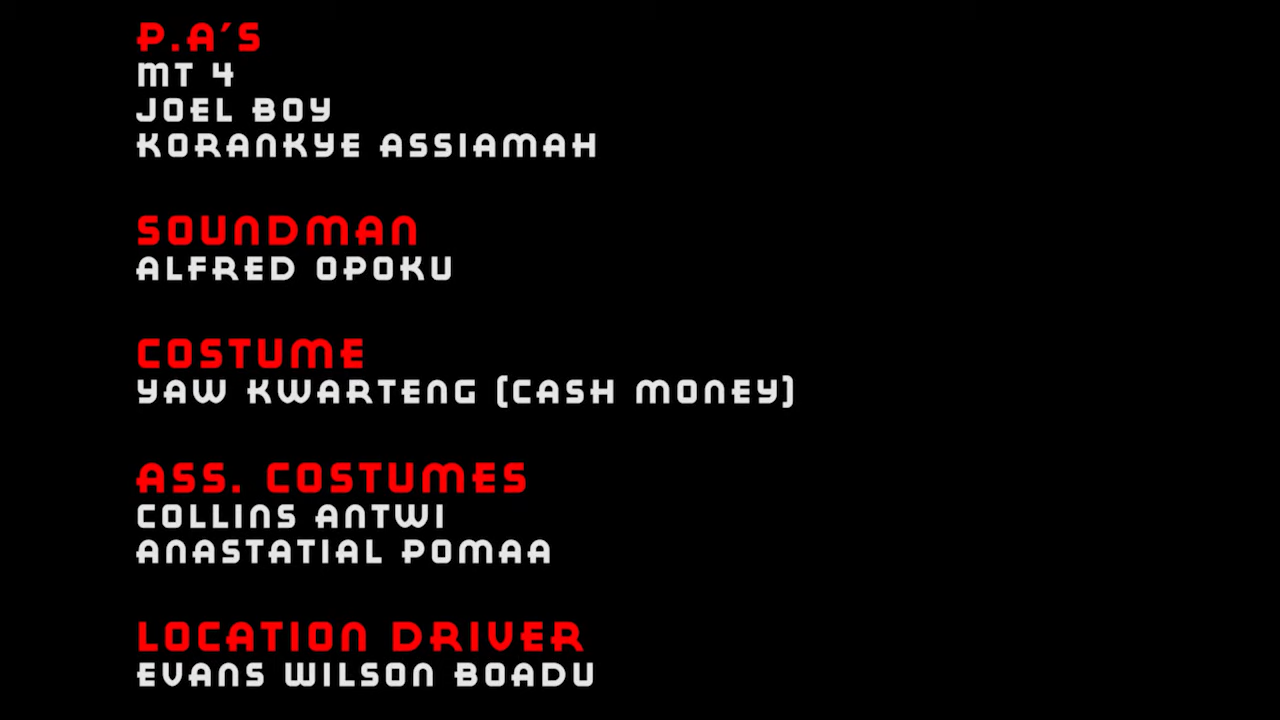 P.A'S
MT 4
JOEL BOY
KORANKYE ASSIAMAH
SOUNDMAN
ALFRED OPOKU
COSTUME
YAW KWARTENG (CASH MONEY)
ASS. COSTUMES
COLLINS ANTWI
ANASTATIAL POMAA
LOCATION DRIVER
EVANS WILSON BOADU